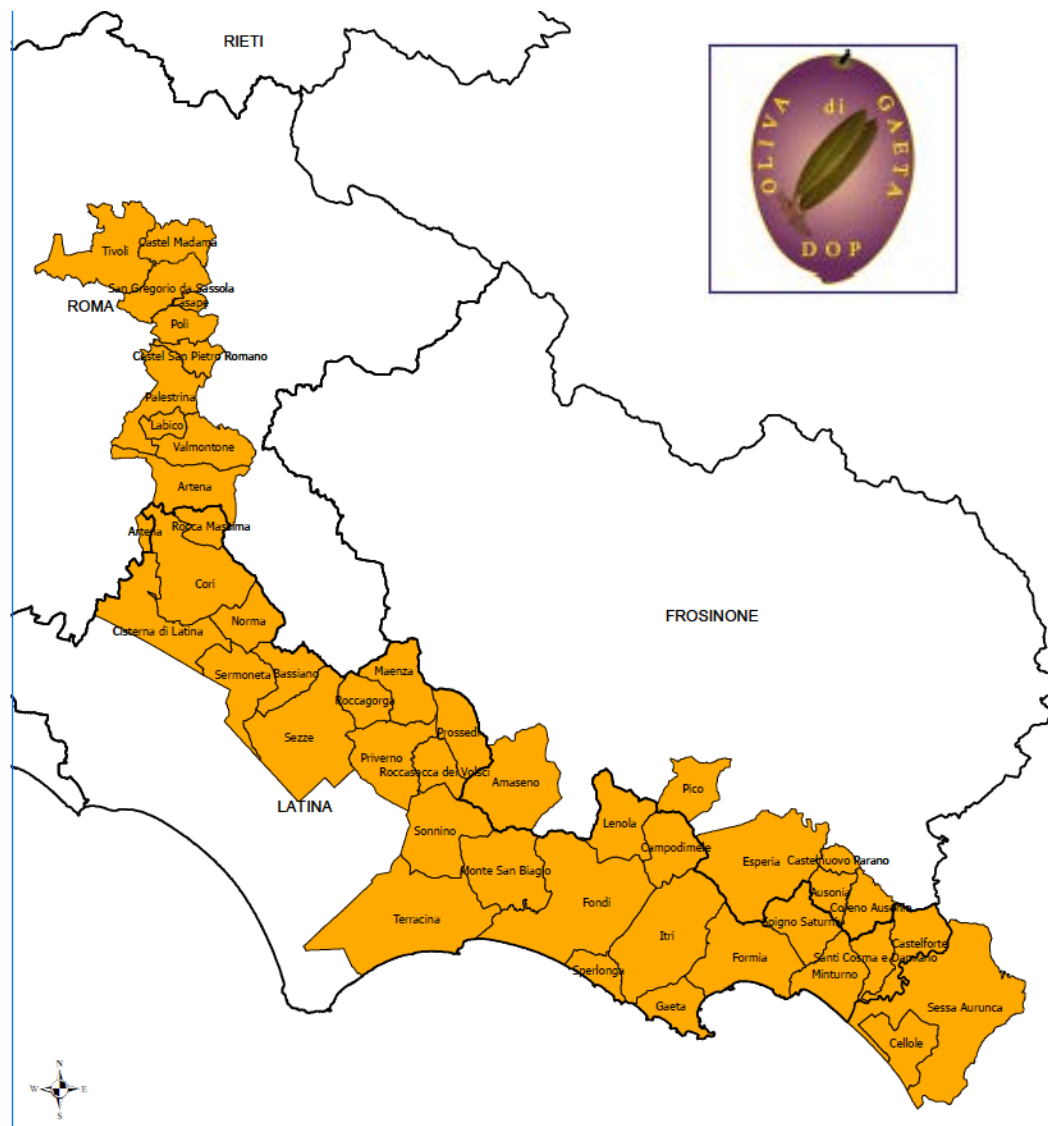 RIETI
OLIVA di GAETA
DOP
Tivoli
Castel Madama
San Gregorio da Sassola
Casape
ROMA
Poli
Castel San Pietro Romano
Palestrina
Labico
Valmontone
Artena
Artena
Rocca Massima
Cori
Cisterna di Latina
Norma
FROSINONE
Sermoneta
Bassiano
Maenza
Roccagorga
Sezze
Prossedi
Priverno
Roccasecca dei Volsci
Amaseno
Pico
LATINA
Sonnino
Lenola
Campodimele
Esperia
Castelnuovo Parano
Monte San Biagio
Ausonia
Fondi
Coreno Ausonio
Terracina
Spigno Saturnia
Itri
Castelforte
Formia
Santi Cosma e Damiano
Sperlonga
Minturno
Gaeta
Sessa Aurunca
Cellole
N
W
E
S